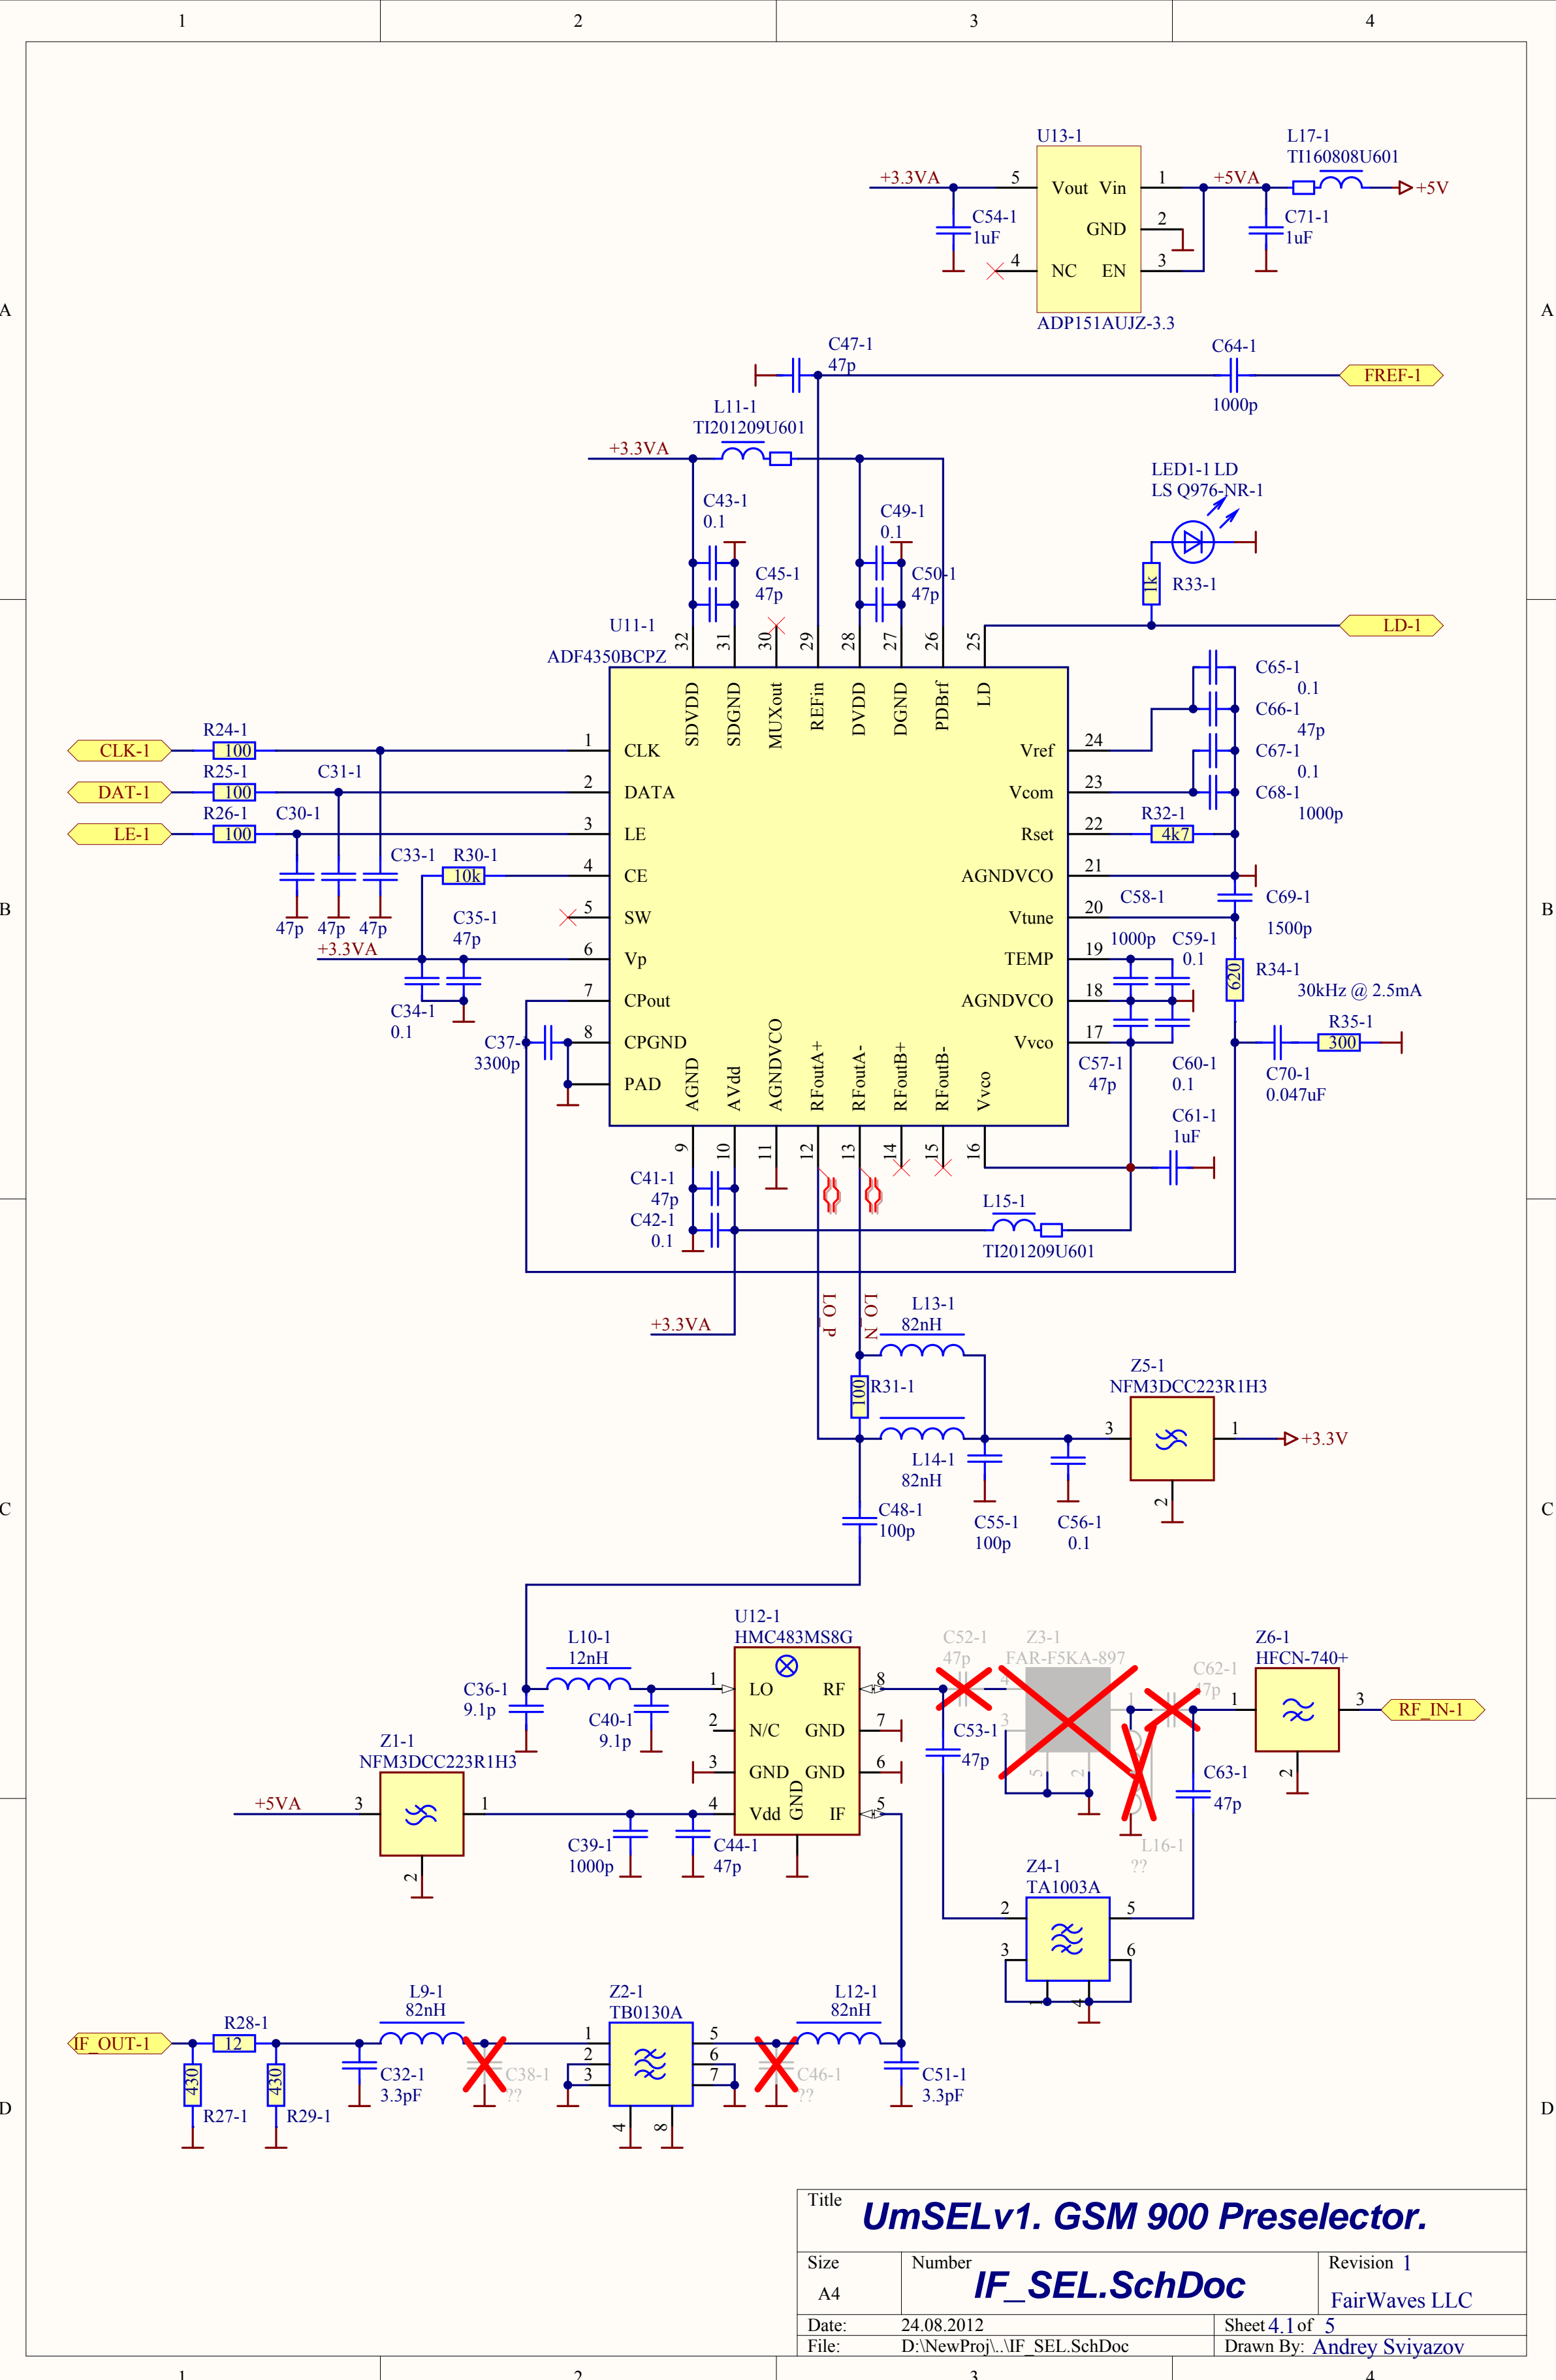 1 2 3 4
A A
B B
C C
D D
U13-1
+3.3VA 5 Vout Vin 1 +5VA
GND 2
4 NC EN 3
ADP151AUJZ-3.3
C54-1
1uF
L17-1
TI160808U601
+5V
C71-1
1uF
C47-1
47p
C64-1
1000p
FREF-1
L11-1
TI201209U601
+3.3VA
C43-1
0.1
C45-1
47p
C49-1
0.1
C50-1
47p
LED1-1 LD
LS Q976-NR-1
1k
R33-1
LD-1
U11-1
ADF4350BCPZ
32 31 30 29 28 27 26 25
SDVDD SDGND MUXout REFin DVDD DGND PDBrf LD
1 CLK
2 DATA
3 LE
4 CE
5 SW
6 Vp
7 CPout
8 CPGND
PAD
Vref 24
Vcom 23
Rset 22
AGNDVCO 21
Vtune 20
TEMP 19
AGNDVCO 18
Vvco 17
AGND AVdd AGNDVCO RFoutA+ RFoutA- RFoutB+ RFoutB- Vvco
9 10 11 12 13 14 15 16
CLK-1
R24-1
100
DAT-1
R25-1
100
LE-1
R26-1
100
C31-1
C30-1
C33-1
47p 47p 47p
R30-1
10k
C35-1
47p
+3.3VA
C34-1
0.1
C37-
3300p
C65-1
0.1
C66-1
47p
C67-1
0.1
C68-1
1000p
R32-1
4k7
C58-1
1000p
C59-1
0.1
C69-1
1500p
R34-1
620
30kHz @ 2.5mA
R35-1
300
C70-1
0.047uF
C57-1
47p
C60-1
0.1
C61-1
1uF
C41-1
47p
C42-1
0.1
L15-1
TI201209U601
+3.3VA
LO_P
LO_N
L13-1
82nH
100
R31-1
L14-1
82nH
C48-1
100p
C55-1
100p
C56-1
0.1
Z5-1
NFM3DCC223R1H3
3 1
2
+3.3V
U12-1
HMC483MS8G
1 LO RF 8
2 N/C GND 7
3 GND GND 6
4 Vdd GND IF 5
L10-1
12nH
C36-1
9.1p
C40-1
9.1p
Z1-1
NFM3DCC223R1H3
+5VA 3 1
2
C39-1
1000p
C44-1
47p
C52-1
47p
Z3-1
FAR-F5KA-897
4
3
1
5 2
C62-1
47p
L16-1
??
C53-1
47p
C63-1
47p
Z6-1
HFCN-740+
1 3
2
RF_IN-1
Z4-1
TA1003A
2 5
3 6
1 4
IF_OUT-1
R28-1
12
430
R27-1
430
R29-1
L9-1
82nH
C32-1
3.3pF
C38-1
??
Z2-1
TB0130A
1 5
2 6
3 7
4 8
L12-1
82nH
C46-1
??
C51-1
3.3pF
Title UmSELv1. GSM 900 Preselector.
Size Number Revision 1
A4 IF_SEL.SchDoc FairWaves LLC
Date: 24.08.2012 Sheet 4.1 of 5
File: D:\NewProj\..\IF_SEL.SchDoc Drawn By: Andrey Sviyazov
1 2 3 4